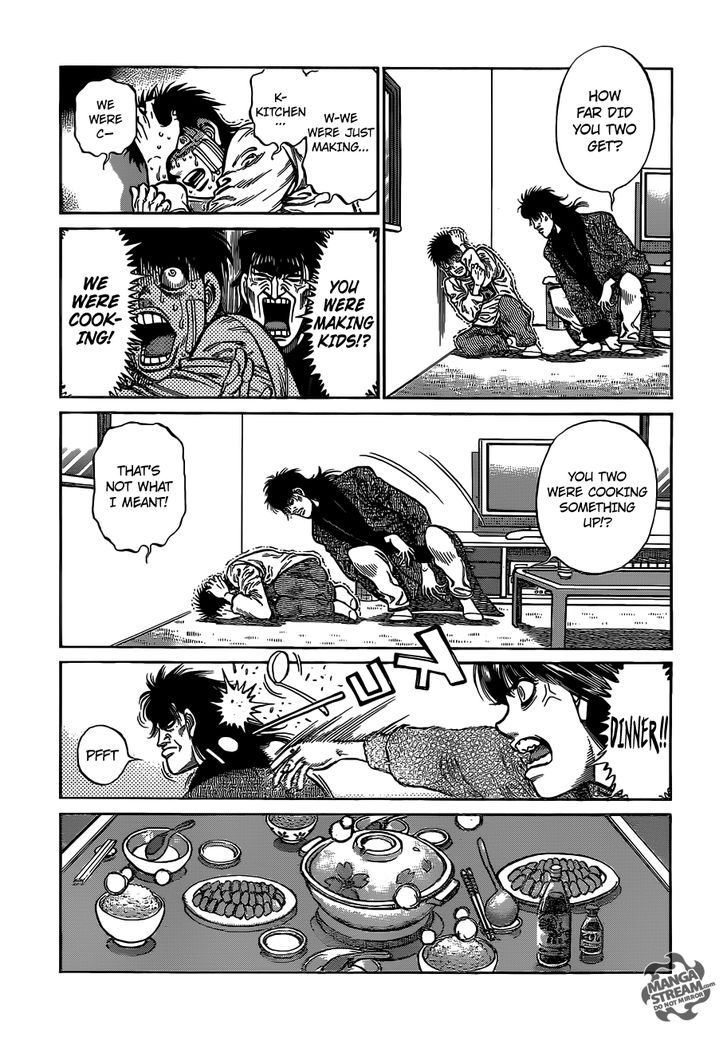 HOW
FAR DID
YOU TWO
GET?
K-
KITCHEN
...
W-WE
WERE JUST
MAKING...
WE
WERE
C—
YOU
WERE
MAKING
KIDS!?
WE
WERE
COOK-
ING!
YOU TWO
WERE COOKING
SOMETHING
UP!?
THAT'S
NOT WHAT
I MEANT!
DINNER!!
PFFT
MANGA
STREAM.com
DO NOT MIRROR